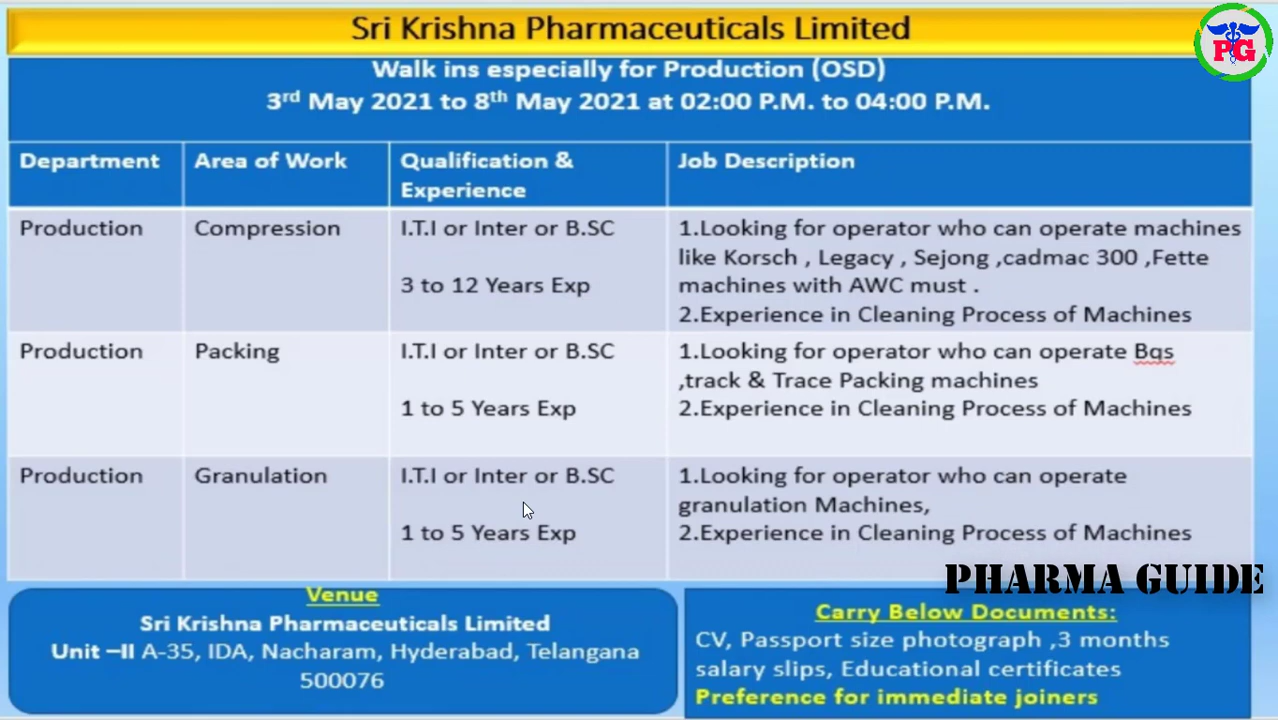 Sri Krishna Pharmaceuticals Limited
PG
Walk ins especially for Production (OSD)
3rd May 2021 to 8th May 2021 at 02:00 P.M. to 04:00 P.M.
Department
Area of Work
Qualification &
Experience
Job Description
Production
Compression
I.T.I or Inter or B.SC
3 to 12 Years Exp
1.Looking for operator who can operate machines
like Korsch , Legacy , Sejong ,cadmac 300 ,Fette
machines with AWC must .
2.Experience in Cleaning Process of Machines
Production
Packing
I.T.I or Inter or B.SC
1 to 5 Years Exp
1.Looking for operator who can operate Bqs
,track & Trace Packing machines
2.Experience in Cleaning Process of Machines
Production
Granulation
I.T.I or Inter or B.SC
1 to 5 Years Exp
1.Looking for operator who can operate
granulation Machines,
2.Experience in Cleaning Process of Machines
PHARMA GUIDE
Venue
Sri Krishna Pharmaceuticals Limited
Unit –II A-35, IDA, Nacharam, Hyderabad, Telangana
500076
Carry Below Documents:
CV, Passport size photograph ,3 months
salary slips, Educational certificates
Preference for immediate joiners